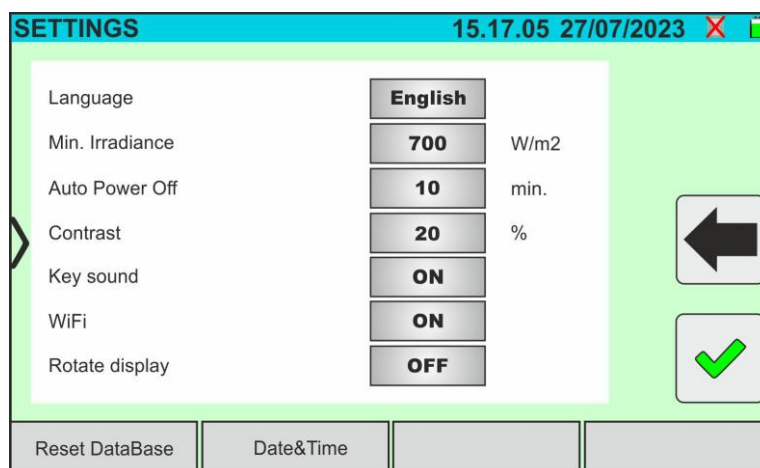 SETTINGS 15.17.05 27/07/2023
Language English
Min. Irradiance 700 W/m2
Auto Power Off 10 min.
Contrast 20 %
Key sound ON
WiFi ON
Rotate display OFF
Reset DataBase Date&Time